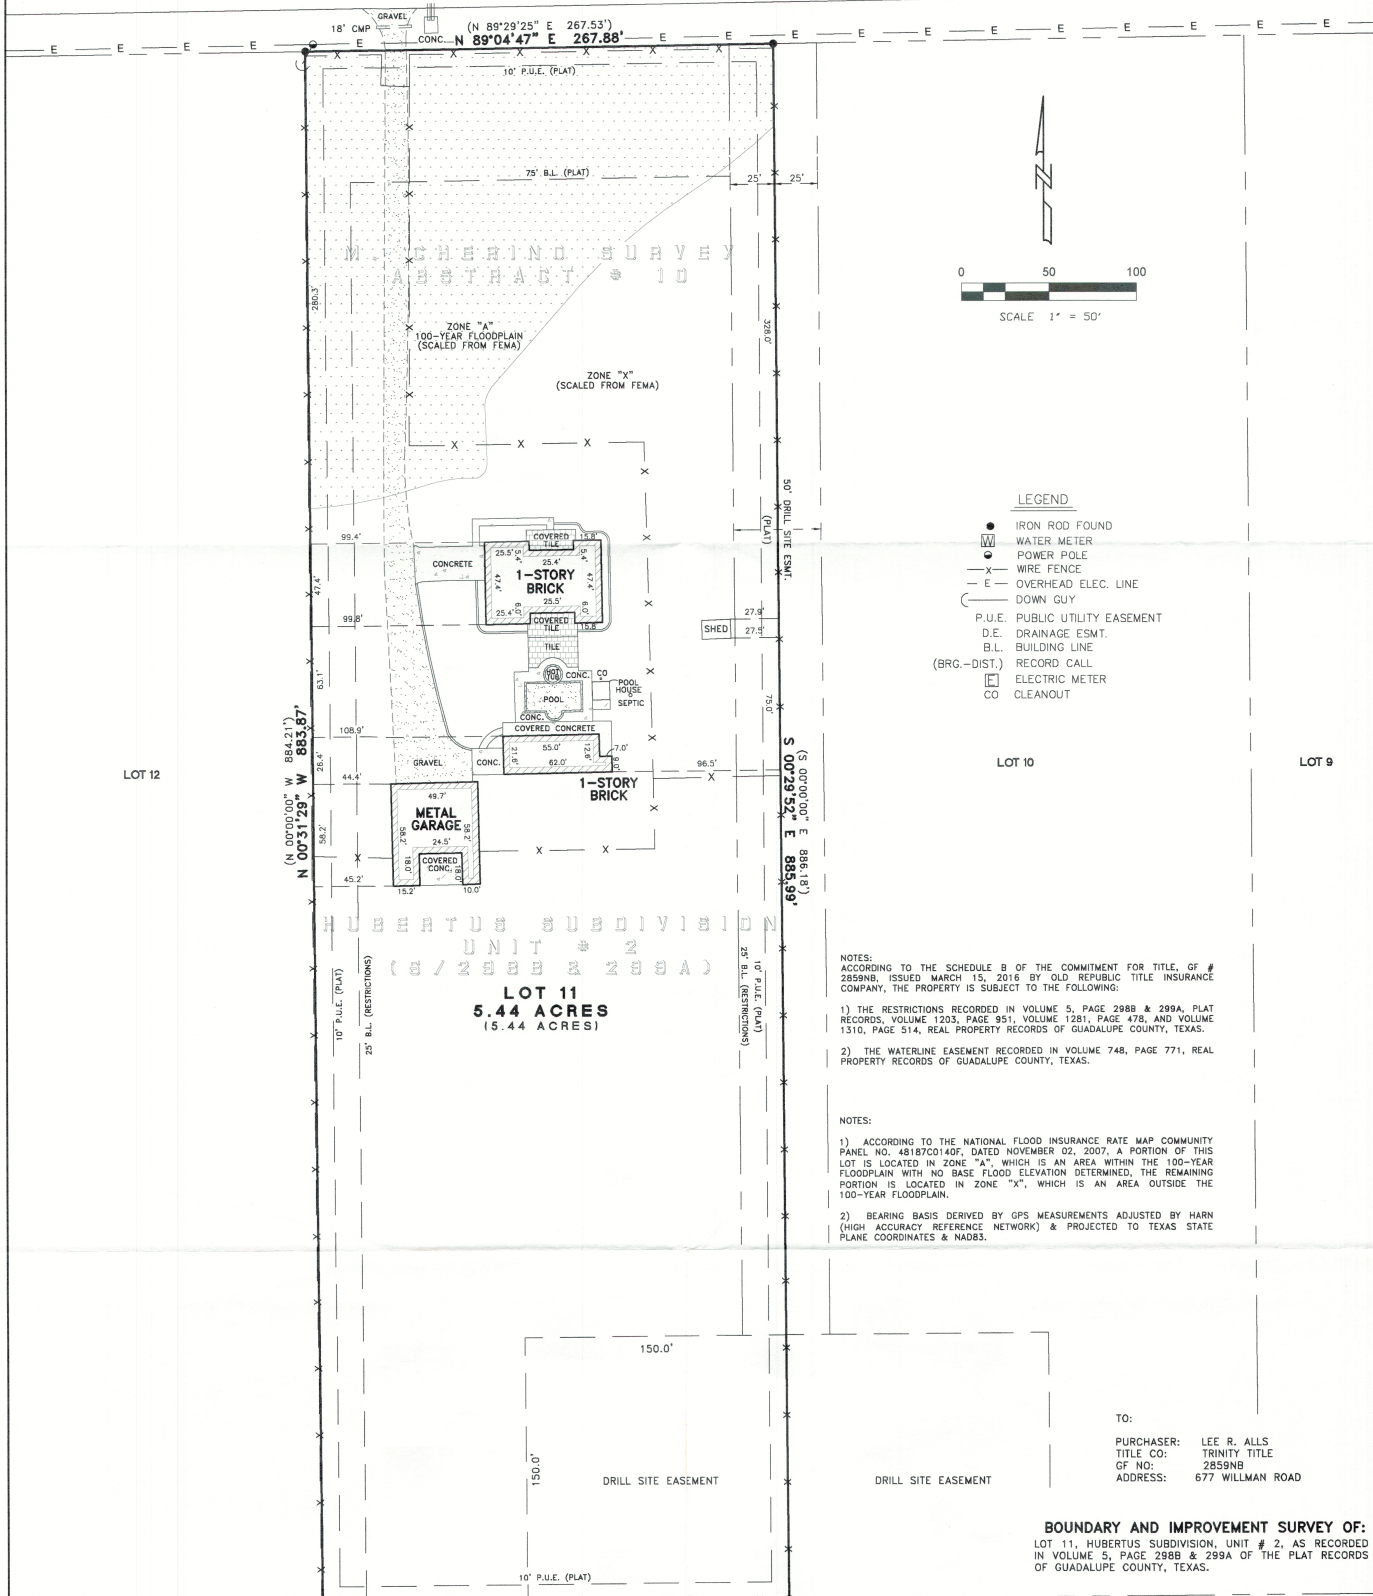 GRAVEL
18' CMP
CONC.
(N 89°29'25" E 267.53')
N 89°04'47" E 267.88'
E E E E E E E E E E E E E E
10' P.U.E. (PLAT)
75' B.L. (PLAT)
25' 25'
M. CHERINO SURVEY
ABSTRACT # 10
280.3'
ZONE "A"
100-YEAR FLOODPLAIN
(SCALED FROM FEMA)
328.0'
ZONE "X"
(SCALED FROM FEMA)
N
0 50 100
SCALE 1" = 50'
50' DRILL SITE ESMT.
(PLAT)
LEGEND
IRON ROD FOUND
W WATER METER
POWER POLE
—X— WIRE FENCE
— E — OVERHEAD ELEC. LINE
DOWN GUY
P.U.E. PUBLIC UTILITY EASEMENT
D.E. DRAINAGE ESMT.
B.L. BUILDING LINE
(BRG.-DIST.) RECORD CALL
E ELECTRIC METER
CO CLEANOUT
99.4'
COVERED
TILE
15.8'
CONCRETE
25.5'
5.4'
25.4'
5.4'
1-STORY
BRICK
47.4'
47.4'
47.4'
25.5'
25.4'
6.0'
6.0'
99.8'
COVERED
TILE
15.8'
TILE
SHED
27.9'
27.5'
63.1'
HOT
TUB
CONC.
CO
POOL
HOUSE
SEPTIC
POOL
CONC.
75.0'
COVERED CONCRETE
108.9'
55.0'
21.6'
12.6'
7.0'
62.0'
9.0'
96.5'
26.4'
GRAVEL
CONC.
1-STORY
BRICK
44.4'
49.7'
METAL
GARAGE
58.2'
58.2'
58.2'
24.5'
COVERED
CONC.
18.0'
18.0'
45.2'
15.2'
10.0'
(N 00°00'00" W 884.21')
N 00°31'29" W 883.87'
(S 00°00'00" E 886.18')
S 00°29'52" E 885.99'
LOT 12
LOT 10
LOT 9
HUBERTUS SUBDIVISION
UNIT # 2
(5/298B & 299A)
LOT 11
5.44 ACRES
(5.44 ACRES)
10' P.U.E. (PLAT)
25' B.L. (RESTRICTIONS)
25' B.L. (RESTRICTIONS)
10' P.U.E. (PLAT)
NOTES:
ACCORDING TO THE SCHEDULE B OF THE COMMITMENT FOR TITLE, GF #
2859NB, ISSUED MARCH 15, 2016 BY OLD REPUBLIC TITLE INSURANCE
COMPANY, THE PROPERTY IS SUBJECT TO THE FOLLOWING:
1) THE RESTRICTIONS RECORDED IN VOLUME 5, PAGE 298B & 299A, PLAT
RECORDS, VOLUME 1203, PAGE 951, VOLUME 1281, PAGE 478, AND VOLUME
1310, PAGE 514, REAL PROPERTY RECORDS OF GUADALUPE COUNTY, TEXAS.
2) THE WATERLINE EASEMENT RECORDED IN VOLUME 748, PAGE 771, REAL
PROPERTY RECORDS OF GUADALUPE COUNTY, TEXAS.
NOTES:
1) ACCORDING TO THE NATIONAL FLOOD INSURANCE RATE MAP COMMUNITY
PANEL NO. 48187C0140F, DATED NOVEMBER 02, 2007, A PORTION OF THIS
LOT IS LOCATED IN ZONE "A", WHICH IS AN AREA WITHIN THE 100-YEAR
FLOODPLAIN WITH NO BASE FLOOD ELEVATION DETERMINED, THE REMAINING
PORTION IS LOCATED IN ZONE "X", WHICH IS AN AREA OUTSIDE THE
100-YEAR FLOODPLAIN.
2) BEARING BASIS DERIVED BY GPS MEASUREMENTS ADJUSTED BY HARN
(HIGH ACCURACY REFERENCE NETWORK) & PROJECTED TO TEXAS STATE
PLANE COORDINATES & NAD83.
150.0'
150.0'
DRILL SITE EASEMENT
DRILL SITE EASEMENT
10' P.U.E. (PLAT)
TO:
PURCHASER: LEE R. ALLS
TITLE CO: TRINITY TITLE
GF NO: 2859NB
ADDRESS: 677 WILLMAN ROAD
BOUNDARY AND IMPROVEMENT SURVEY OF:
LOT 11, HUBERTUS SUBDIVISION, UNIT # 2, AS RECORDED
IN VOLUME 5, PAGE 298B & 299A OF THE PLAT RECORDS
OF GUADALUPE COUNTY, TEXAS.